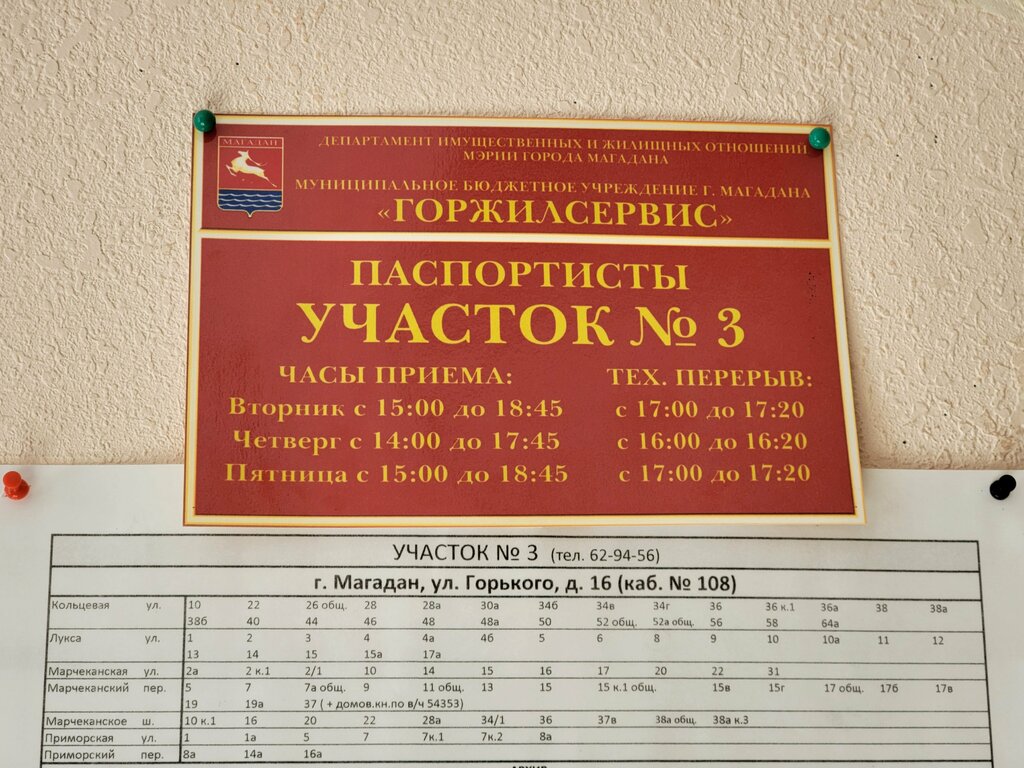 МАГАДАН
ДЕПАРТАМЕНТ ИМУЩЕСТВЕННЫХ И ЖИЛИЩНЫХ ОТНОШЕНИЙ
МЭРИИ ГОРОДА МАГАДАНА
МУНИЦИПАЛЬНОЕ БЮДЖЕТНОЕ УЧРЕЖДЕНИЕ Г. МАГАДАНА
«ГОРЖИЛСЕРВИС»
ПАСПОРТИСТЫ
УЧАСТОК № 3
ЧАСЫ ПРИЕМА: ТЕХ. ПЕРЕРЫВ:
Вторник с 15:00 до 18:45 с 17:00 до 17:20
Четверг с 14:00 до 17:45 с 16:00 до 16:20
Пятница с 15:00 до 18:45 с 17:00 до 17:20
УЧАСТОК № 3 (тел. 62-94-56)
г. Магадан, ул. Горького, д. 16 (каб. № 108)
Кольцевая ул. 10 22 26 общ. 28 28а 30а 34б 34в 34г 36 36 к.1 36а 38 38а
38б 40 44 46 48 48а 50 52 общ. 52а общ. 56 58 64а
Лукса ул. 1 2 3 4 4а 4б 5 6 8 9 10 10а 11 12
13 14 15 15а 17а
Марчеканская ул. 2а 2 к.1 2/1 10 14 15 16 17 20 22 31
Марчеканский пер. 5 7 7а общ. 9 11 общ. 13 15 15 к.1 общ. 15в 15г 17 общ. 17б 17в
19 19а 37 ( + домов.кн.по в/ч 54353)
Марчеканское ш. 10 к.1 16 20 22 28а 34/1 36 37в 38а общ. 38а к.3
Приморская ул. 1 1а 5 7 7к.1 7к.2 8а
Приморский пер. 8а 14а 16а